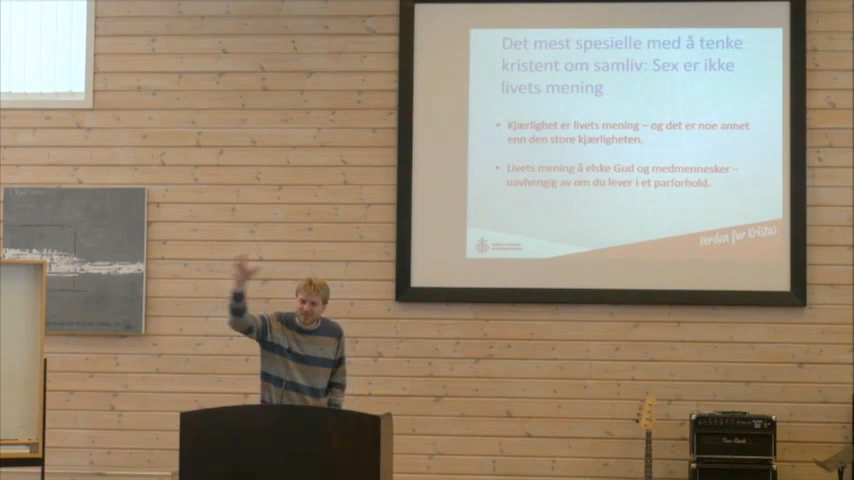 Det mest spesielle med å tenke
kristent om samliv: Sex er ikke
livets mening
• Kjærlighet er livets mening – og det er noe annet
enn den store kjærligheten.
• Livets mening å elske Gud og medmennesker –
uavhengig av om du lever i et parforhold.
Verden for Kristus